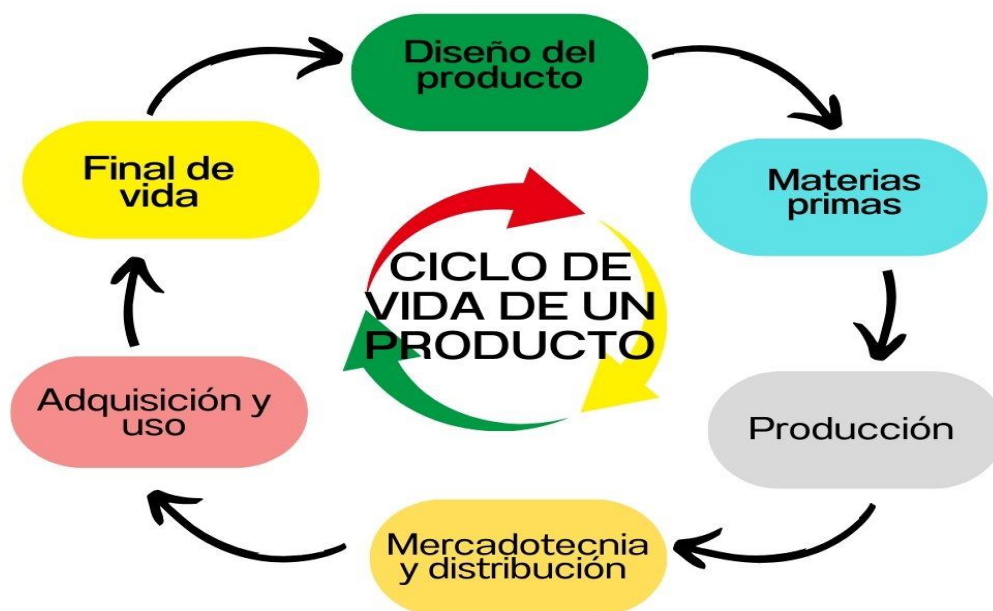 Diseño del
producto
Materias
primas
Producción
Mercadotecnia
y distribución
Adquisición y
uso
Final de
vida
CICLO DE
VIDA DE UN
PRODUCTO